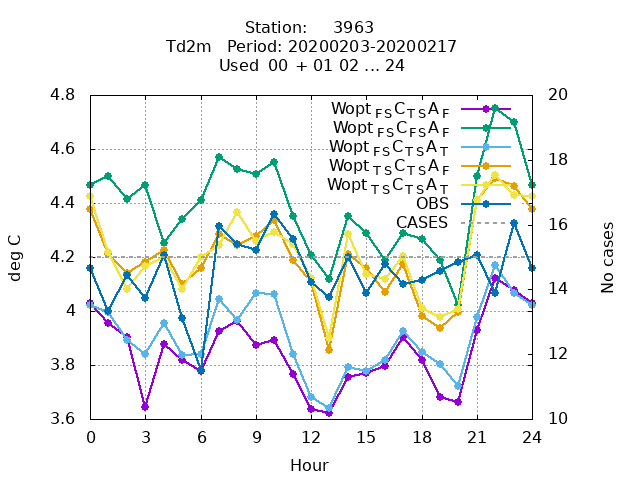 Station: 3963
Td2m Period: 20200203-20200217
Used 00 + 01 02 ... 24
4.8
4.6
4.4
4.2
4
3.8
3.6
20
18
16
14
12
10
deg C
No cases
Wopt FS C TS A F
Wopt FS C FS A F
Wopt FS C TS A T
Wopt TS C TS A F
Wopt TS C TS A T
OBS
CASES
0 3 6 9 12 15 18 21 24
Hour